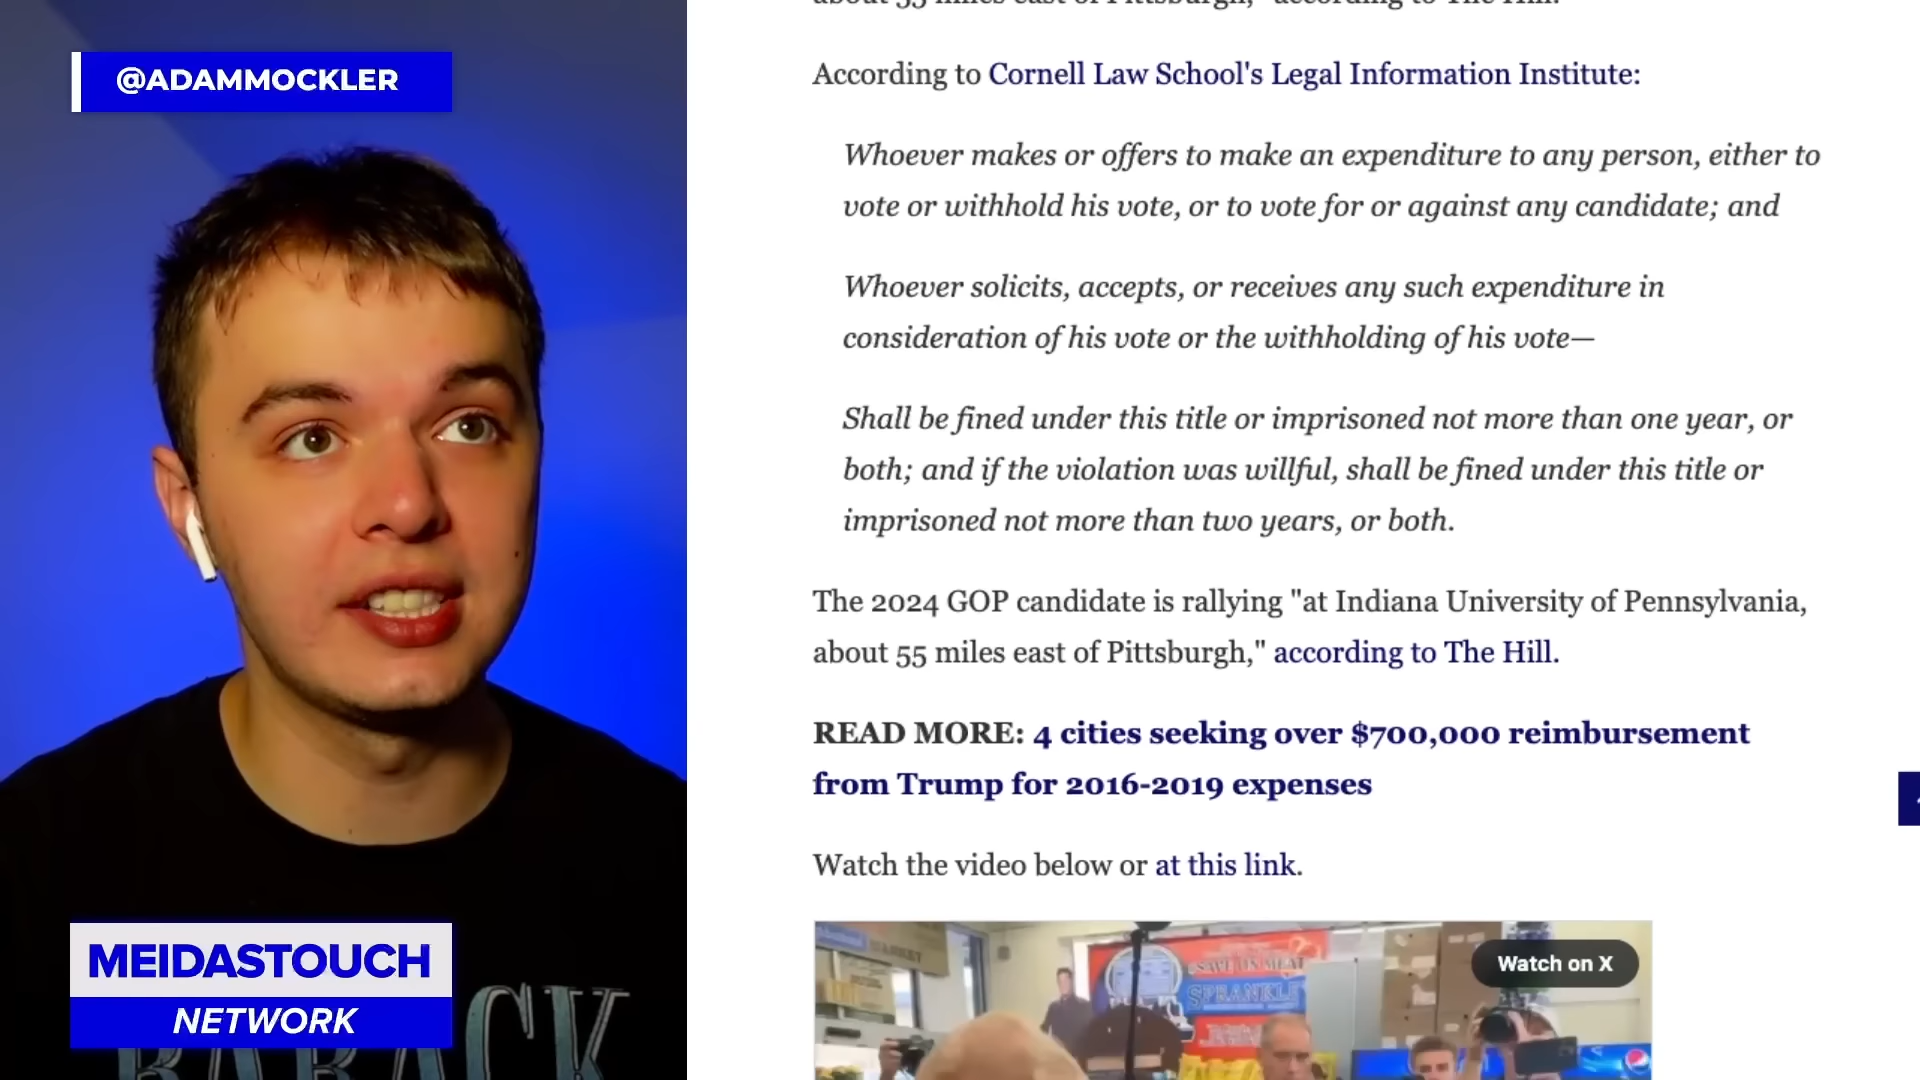 @ADAMMOCKLER
According to Cornell Law School's Legal Information Institute:
Whoever makes or offers to make an expenditure to any person, either to
vote or withhold his vote, or to vote for or against any candidate; and
Whoever solicits, accepts, or receives any such expenditure in
consideration of his vote or the withholding of his vote—
Shall be fined under this title or imprisoned not more than one year, or
both; and if the violation was willful, shall be fined under this title or
imprisoned not more than two years, or both.
The 2024 GOP candidate is rallying "at Indiana University of Pennsylvania,
about 55 miles east of Pittsburgh," according to The Hill.
READ MORE: 4 cities seeking over $700,000 reimbursement
from Trump for 2016-2019 expenses
Watch the video below or at this link.
Watch on X
MEIDASTOUCH
NETWORK
BARACK